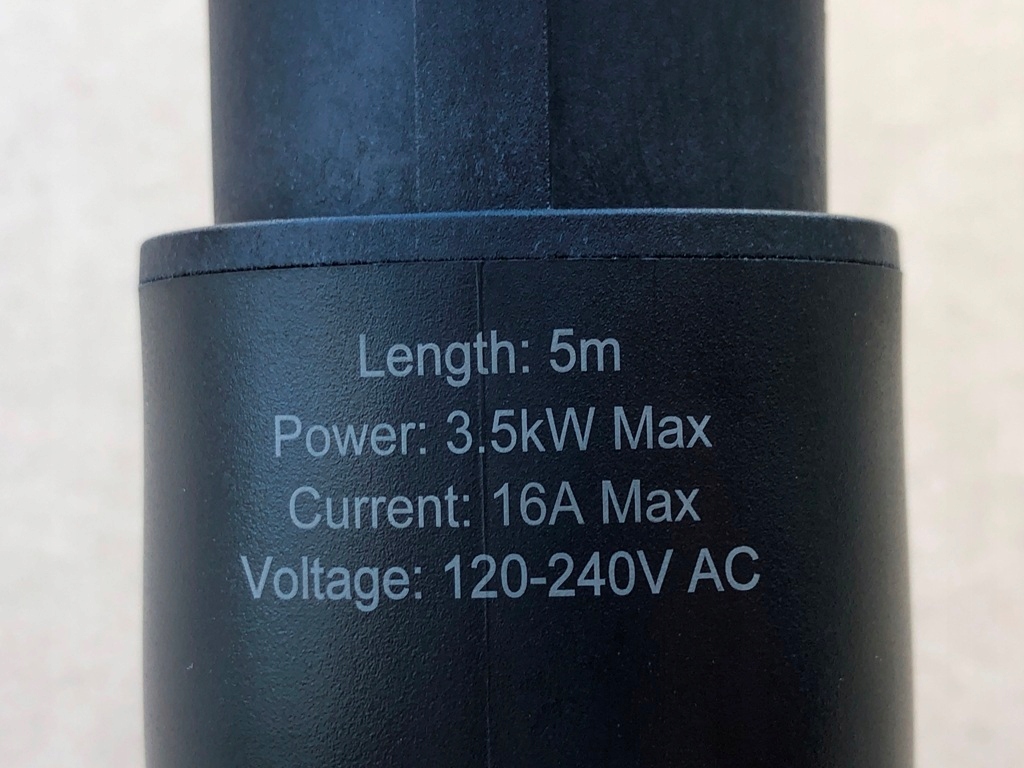 Length: 5m
Power: 3.5kW Max
Current: 16A Max
Voltage: 120-240V AC